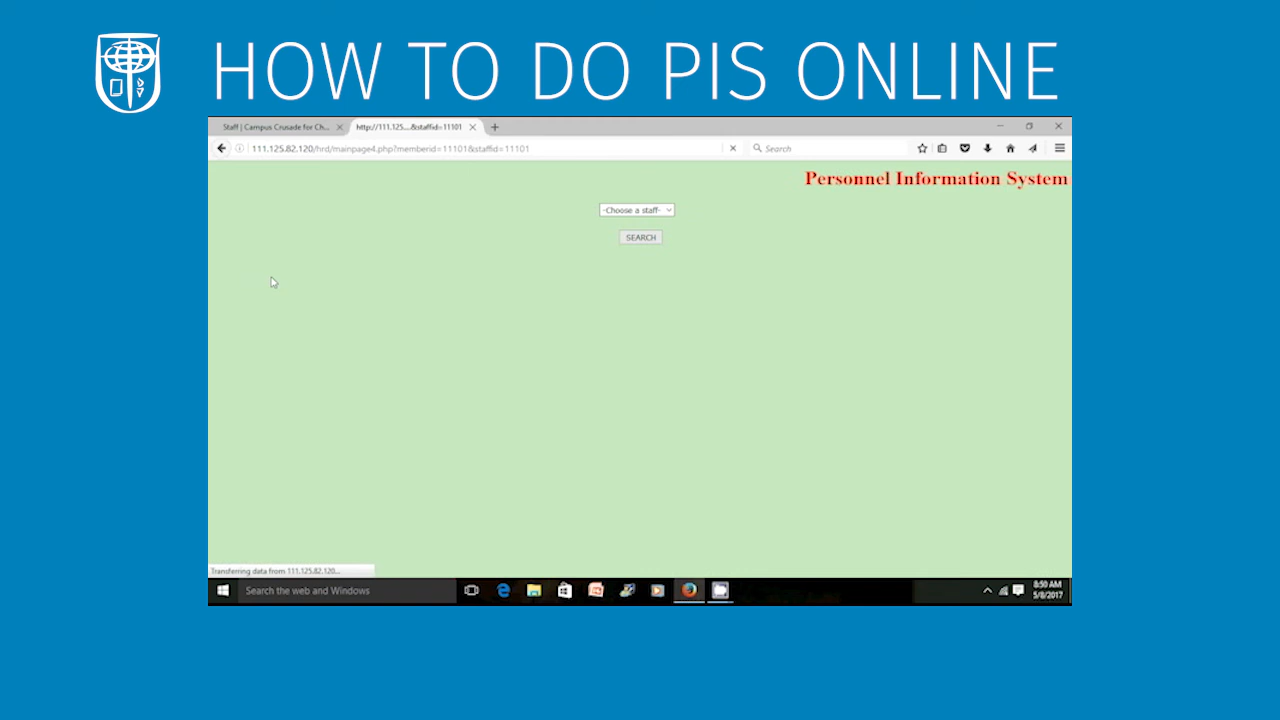 HOW TO DO PIS ONLINE
Staff | Campus Crusade for Ch...
http://111.125....&staffid=11101
111.125.82.120/hrd/mainpage4.php?memberid=11101&staffid=11101
Search
Personnel Information System
-Choose a staff-
SEARCH
Transferring data from 111.125.82.120...
Search the web and Windows
8:50 AM
5/8/2017